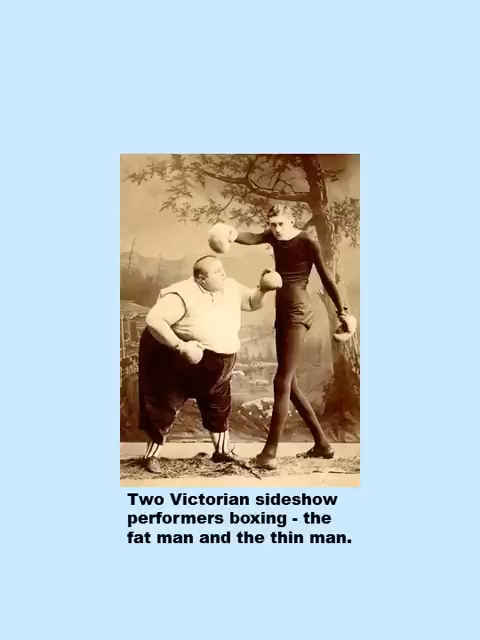 Two Victorian sideshow
performers boxing - the
fat man and the thin man.